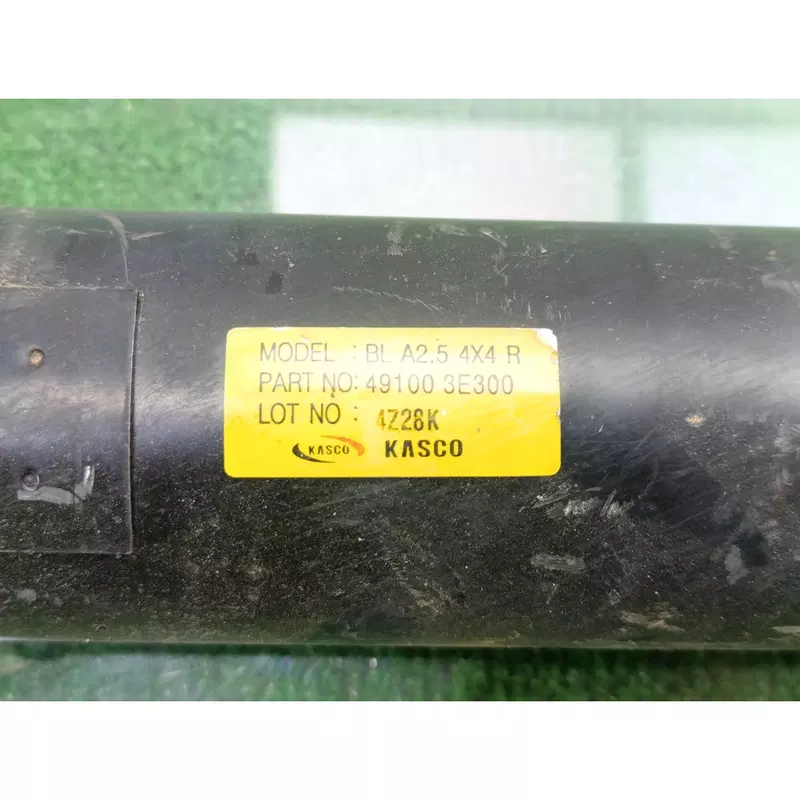 MODEL : BL A2.5 4X4 R
PART NO: 49100 3E300
LOT NO : 4Z28K
KASCO KASCO